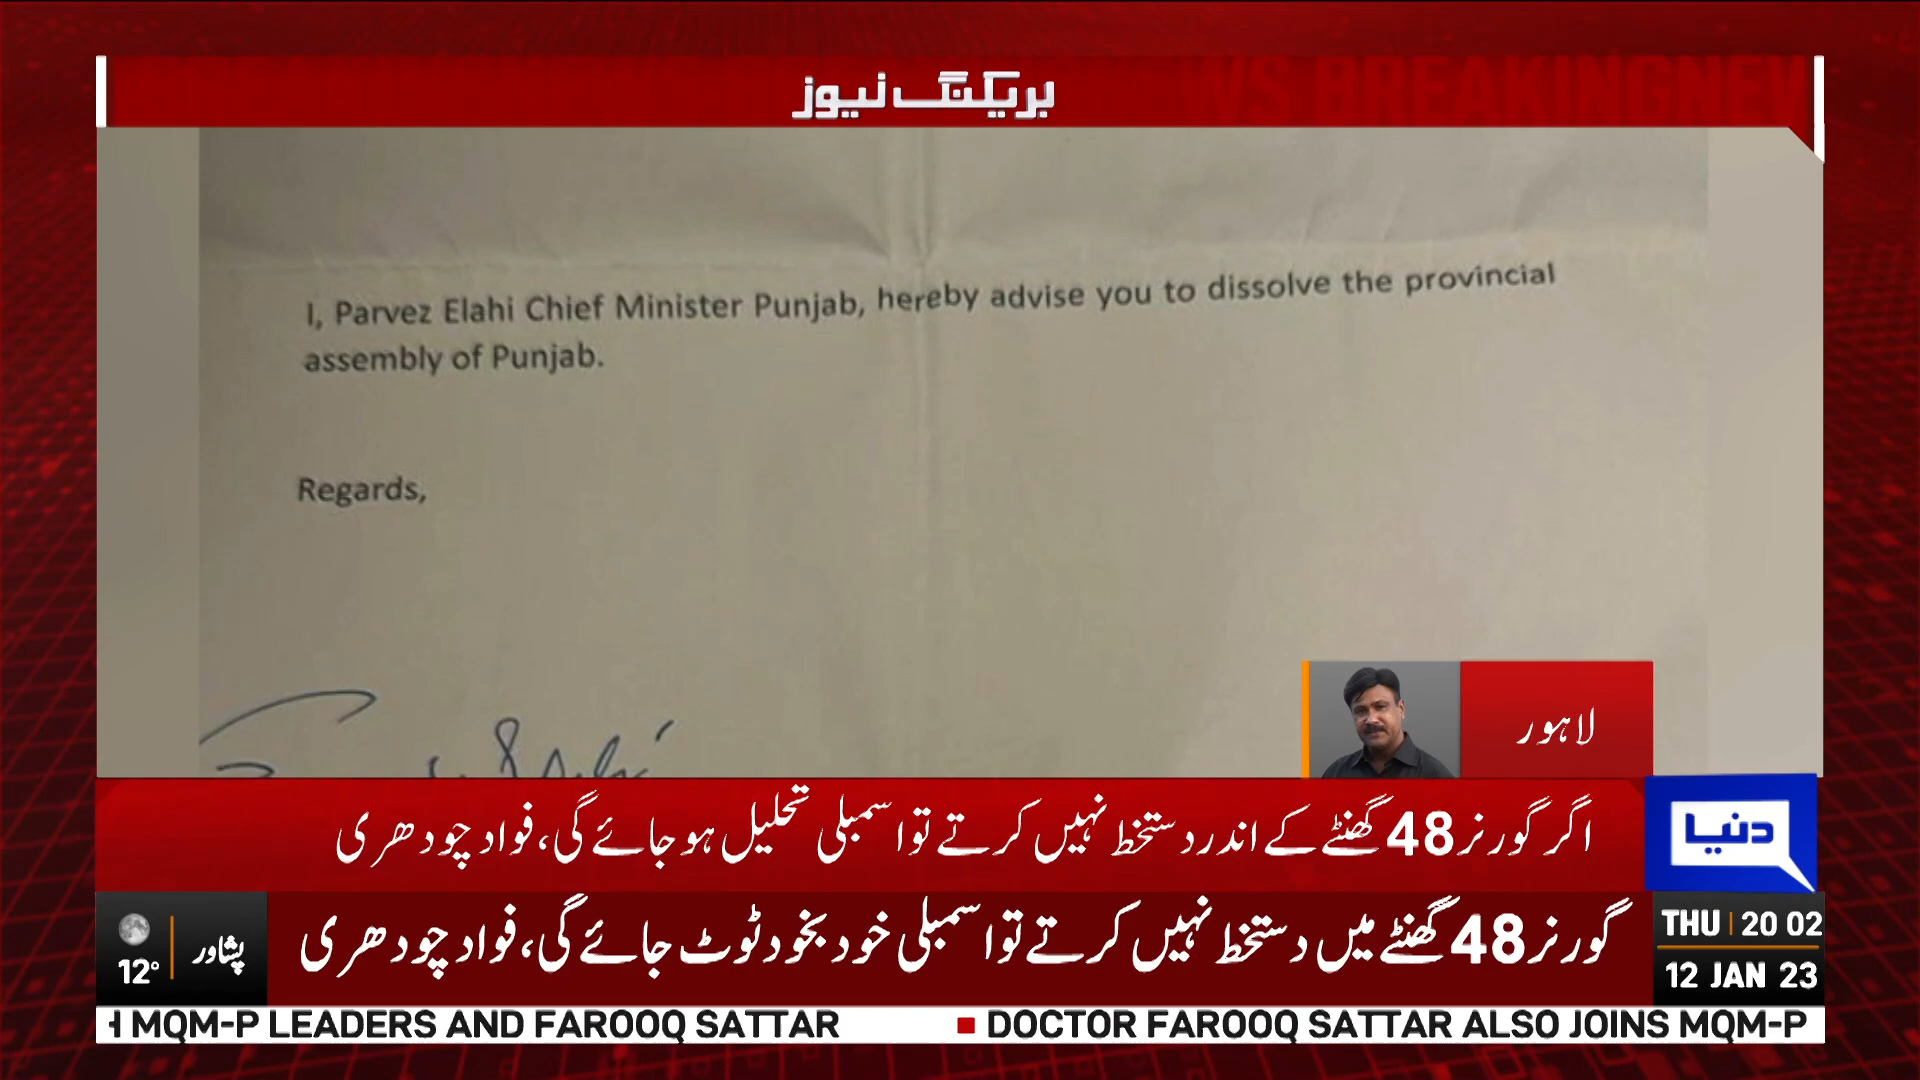 بریکنگ نیوز
WS BREAKINGNEW
I, Parvez Elahi Chief Minister Punjab, hereby advise you to dissolve the provincial
assembly of Punjab.
Regards,
لاہور
اگر گورنر 48 گھنٹے کے اندر دستخط نہیں کرتے تو اسمبلی تحلیل ہو جائے گی، فواد چودھری
دنیا
گورنر 48 گھنٹے میں دستخط نہیں کرتے تو اسمبلی خود بخود ٹوٹ جائے گی، فواد چودھری
پشاور
12°
THU 20 02
12 JAN 23
H MQM-P LEADERS AND FAROOQ SATTAR ■ DOCTOR FAROOQ SATTAR ALSO JOINS MQM-P